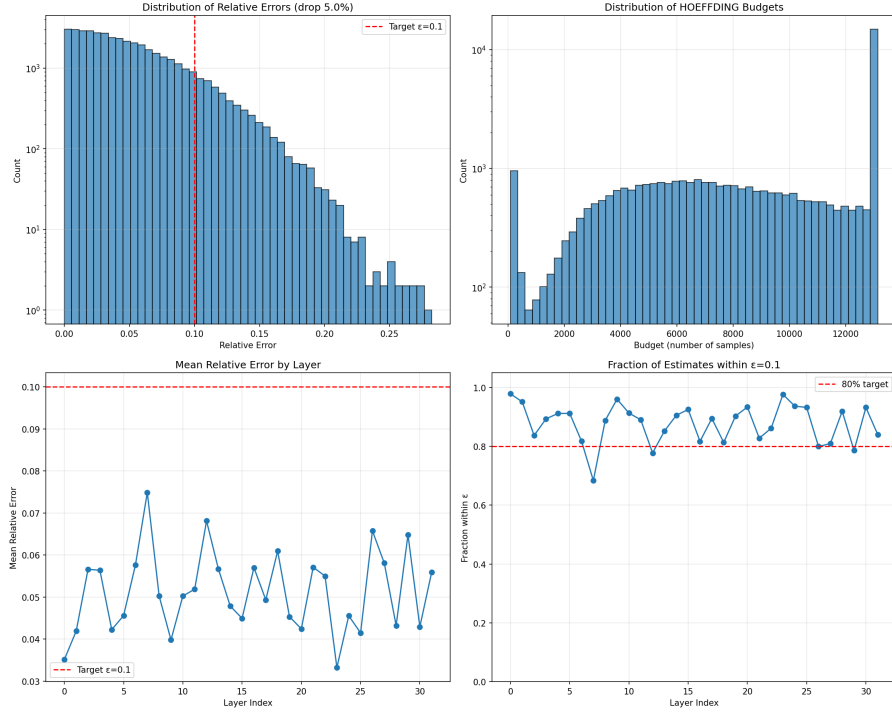 Distribution of Relative Errors (drop 5.0%)
Target ε=0.1
10³
10²
10¹
10⁰
Count
0.00 0.05 0.10 0.15 0.20 0.25
Relative Error
Distribution of HOEFFDING Budgets
10⁴
10³
10²
Count
0 2000 4000 6000 8000 10000 12000
Budget (number of samples)
Mean Relative Error by Layer
0.10
0.09
0.08
0.07
0.06
0.05
0.04
0.03
Mean Relative Error
Target ε=0.1
0 5 10 15 20 25 30
Layer Index
Fraction of Estimates within ε=0.1
80% target
1.0
0.8
0.6
0.4
0.2
0.0
Fraction within ε
0 5 10 15 20 25 30
Layer Index